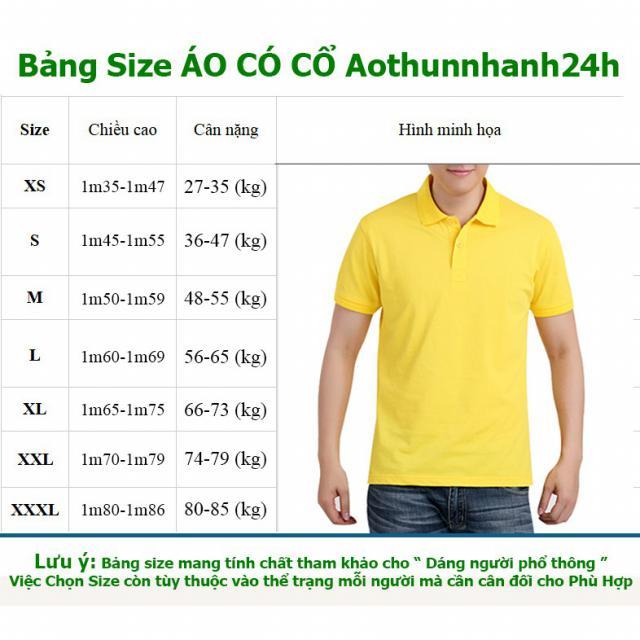 Bảng Size ÁO CÓ CỔ Aothunnhanh24h
Size Chiều cao Cân nặng Hình minh họa
XS 1m35-1m47 27-35 (kg)
S 1m45-1m55 36-47 (kg)
M 1m50-1m59 48-55 (kg)
L 1m60-1m69 56-65 (kg)
XL 1m65-1m75 66-73 (kg)
XXL 1m70-1m79 74-79 (kg)
XXXL 1m80-1m86 80-85 (kg)
Lưu ý: Bảng size mang tính chất tham khảo cho “ Dáng người phổ thông ”
Việc Chọn Size còn tùy thuộc vào thể trạng mỗi người mà cần cân đối cho Phù Hợp